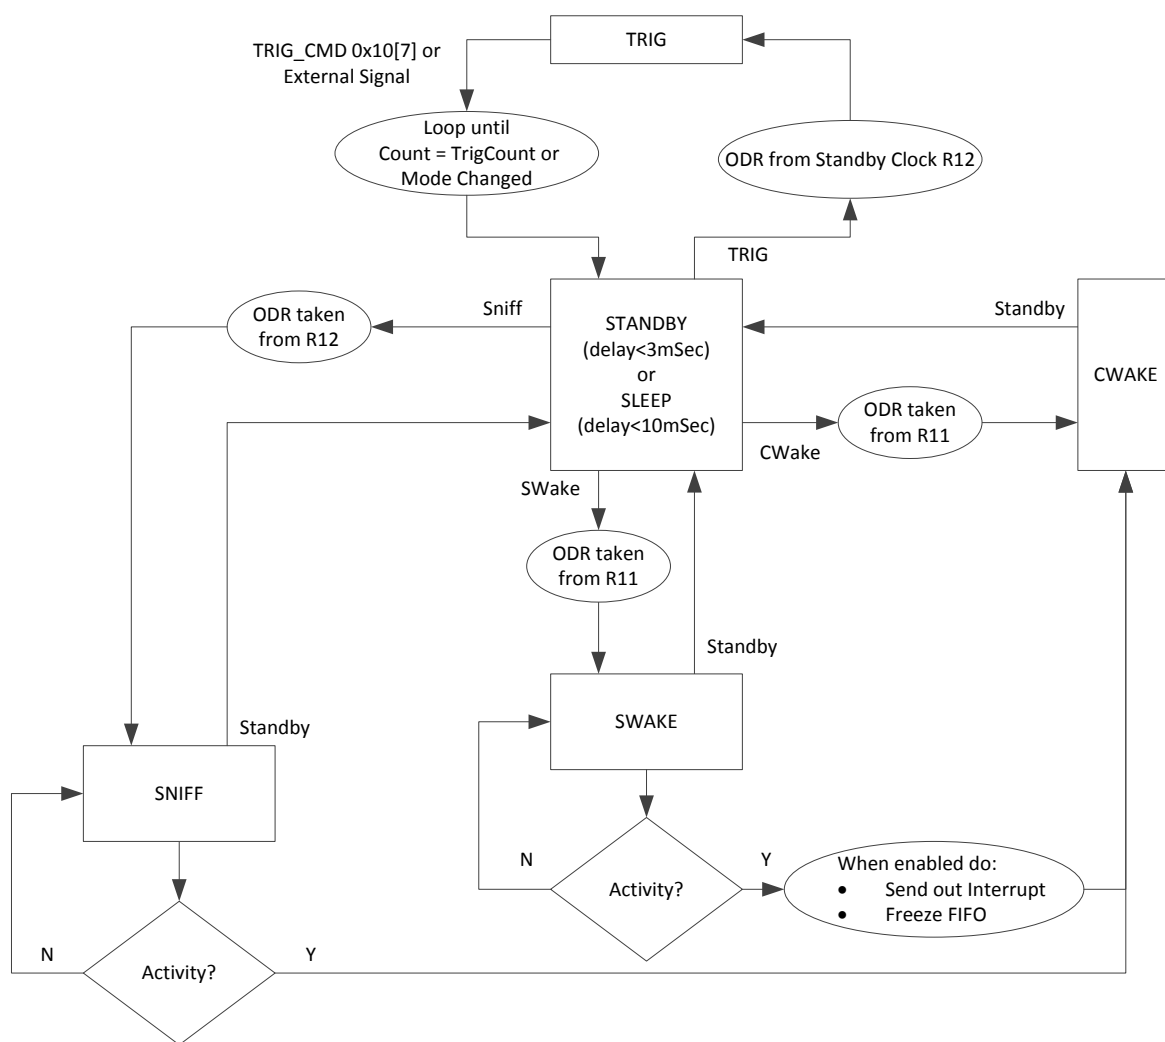 TRIG
TRIG_CMD 0x10[7] or
External Signal
Loop until
Count = TrigCount or
Mode Changed
ODR from Standby Clock R12
TRIG
Sniff
ODR taken
from R12
STANDBY
(delay<3mSec)
or
SLEEP
(delay<10mSec)
Standby
CWAKE
ODR taken
from R11
CWake
SWake
ODR taken
from R11
Standby
SWAKE
Standby
SNIFF
N
Activity?
Y
When enabled do:
● Send out Interrupt
● Freeze FIFO
N
Activity?
Y